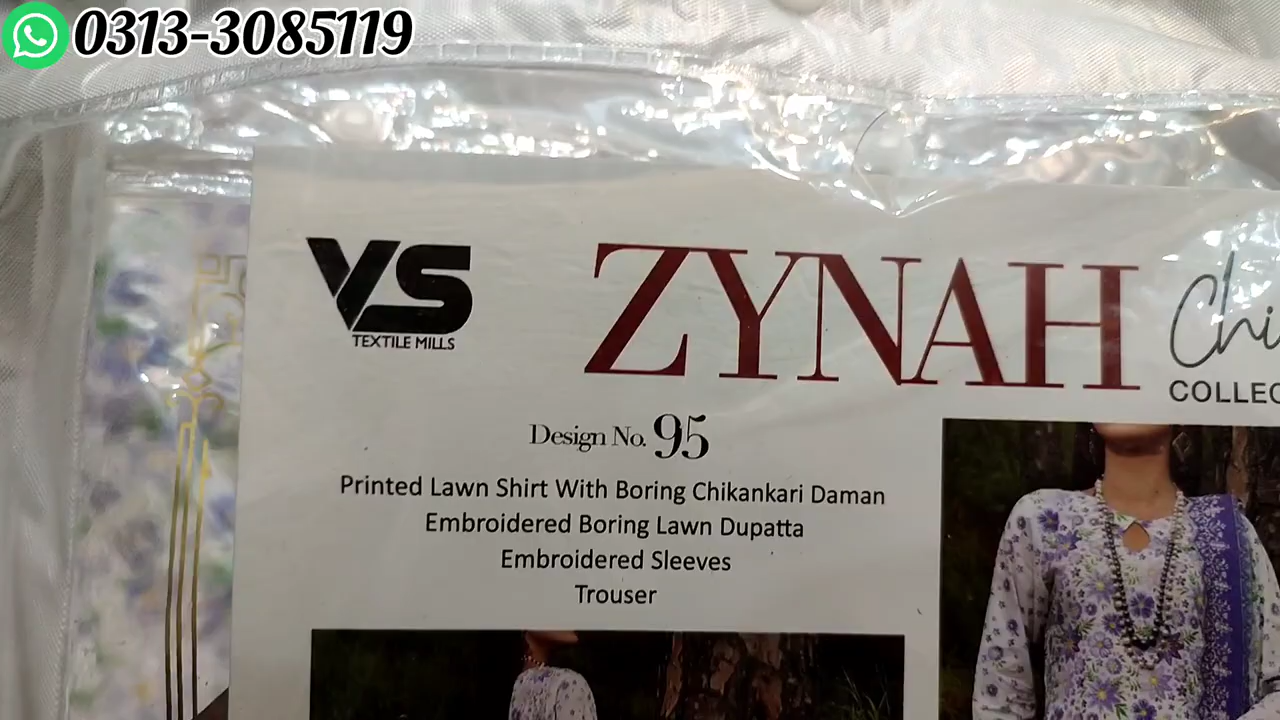 0313-3085119
VS
TEXTILE MILLS
ZYNAH
Design No. 95
Printed Lawn Shirt With Boring Chikankari Daman
Embroidered Boring Lawn Dupatta
Embroidered Sleeves
Trouser